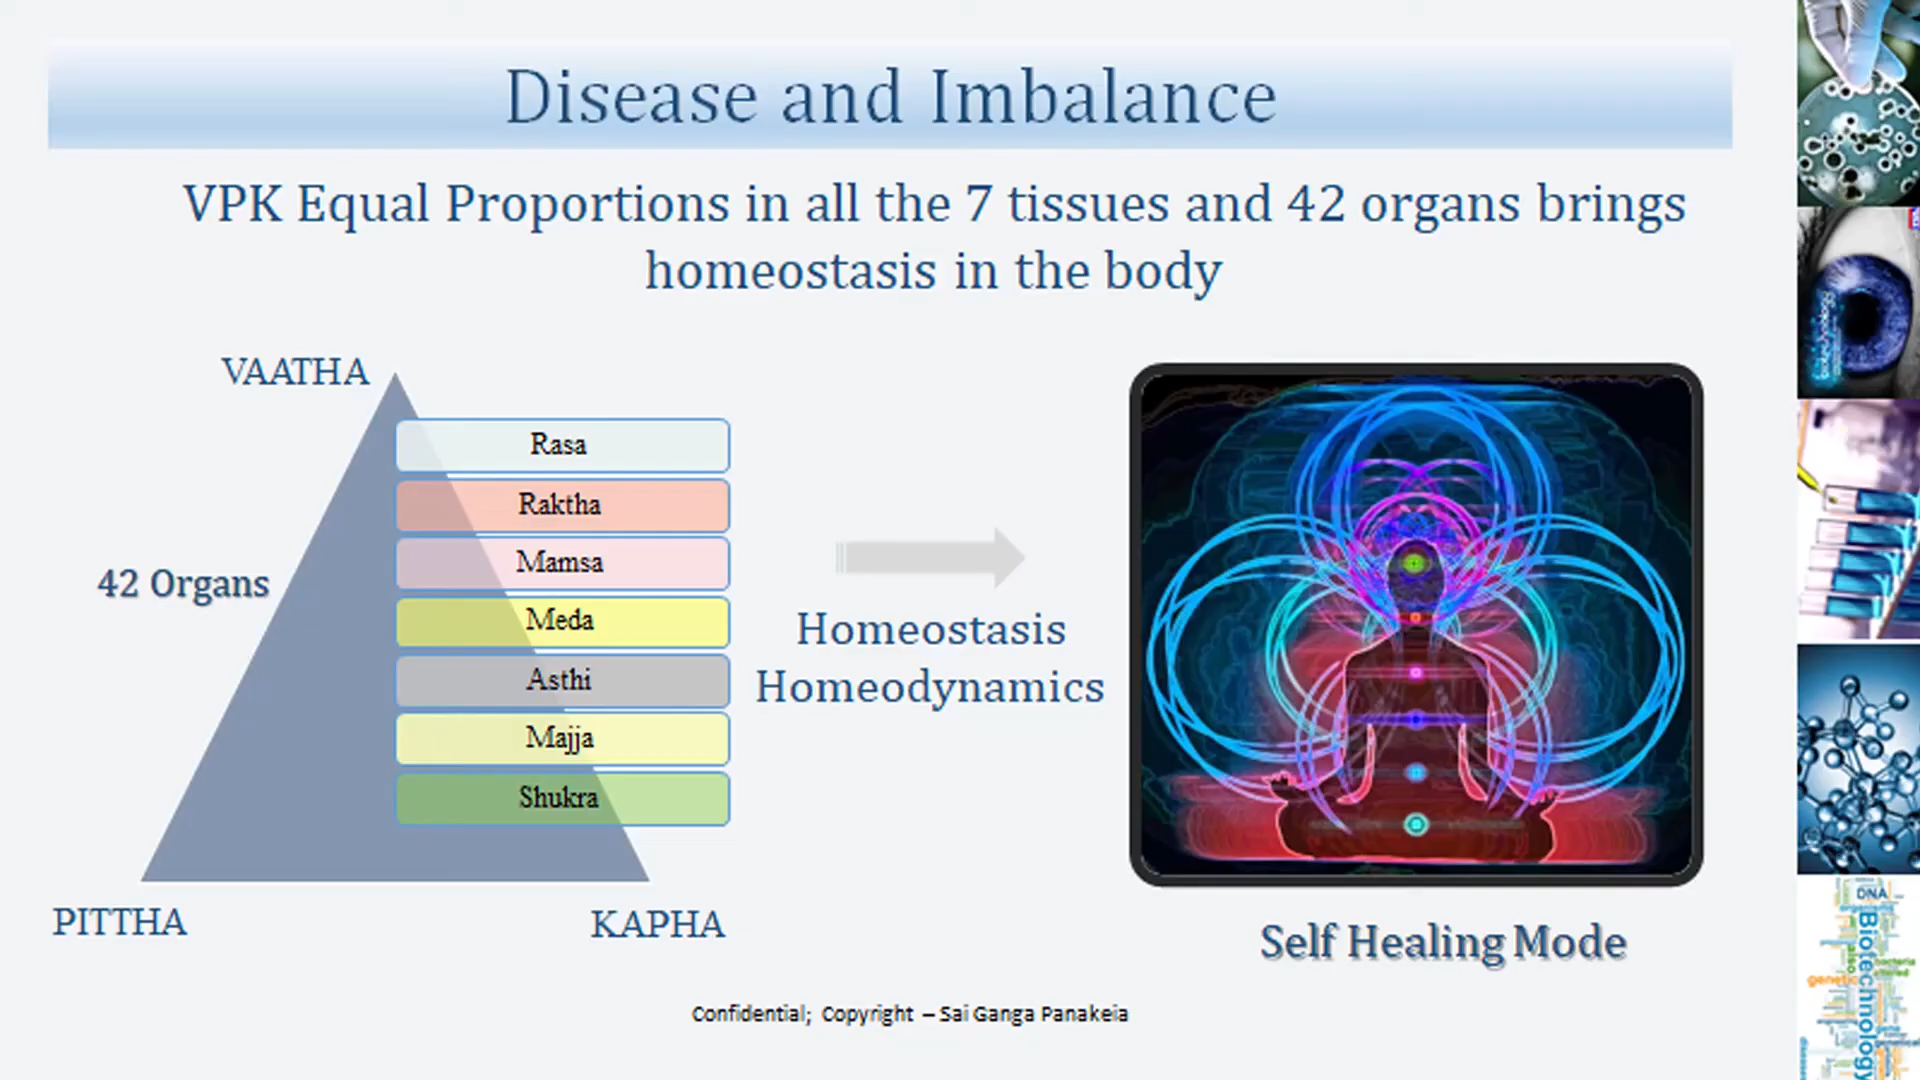 Disease and Imbalance
VPK Equal Proportions in all the 7 tissues and 42 organs brings
homeostasis in the body
VAATHA
Rasa
Raktha
Mamsa
Meda
Asthi
Majja
Shukra
42 Organs
PITTHA
KAPHA
Homeostasis
Homeodynamics
Self Healing Mode
Confidential; Copyright – Sai Ganga Panakeia
DNA
Biotechnology
genetic
bacteria